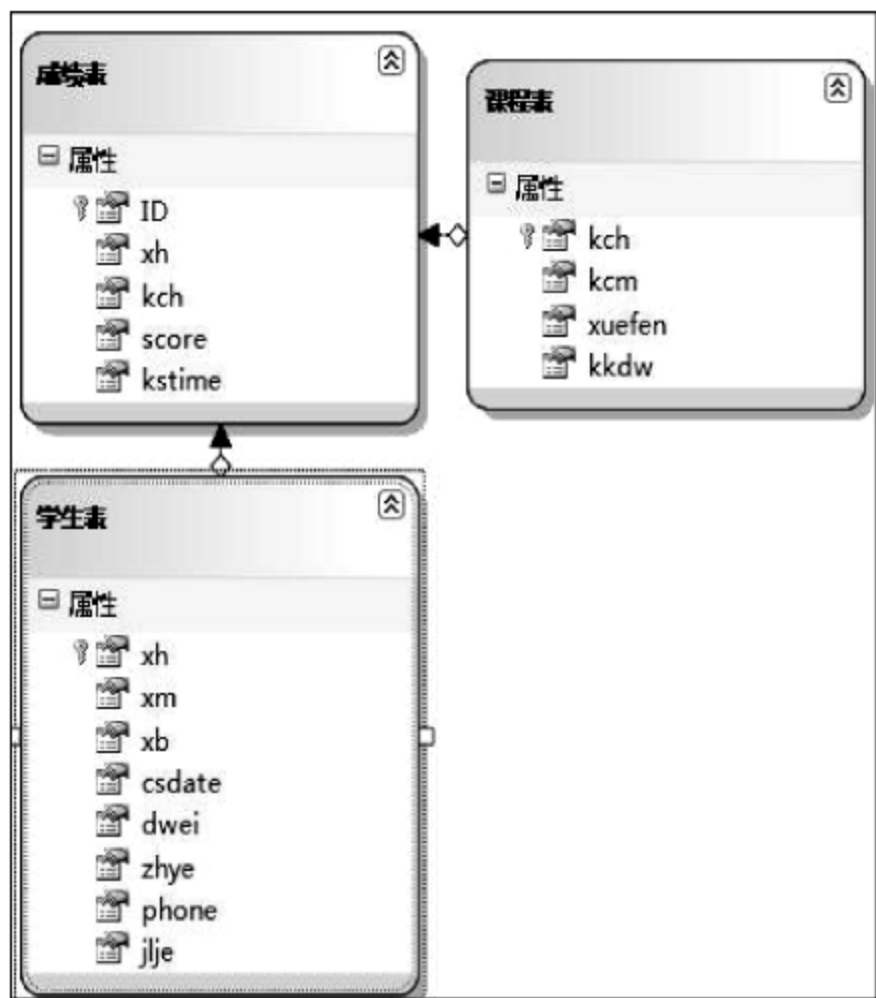 成绩表
属性
ID
xh
kch
score
kstime
课程表
属性
kch
kcm
xuefen
kkdw
学生表
属性
xh
xm
xb
csdate
dwei
zhye
phone
jlje